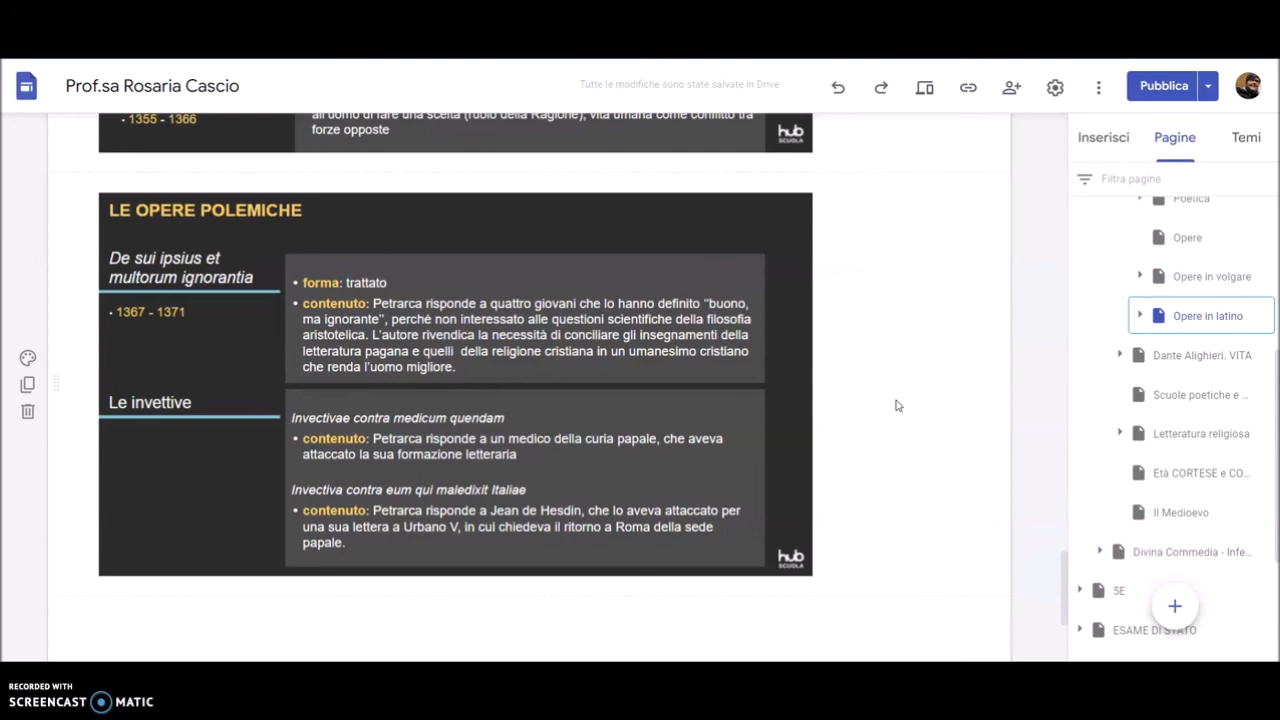 Prof.sa Rosaria Cascio
Tutte le modifiche sono state salvate in Drive
Pubblica
· 1355 - 1366
all'uomo di fare una scelta (ruolo della Ragione), vita umana come conflitto tra
forze opposte
hub
SCUOLA
LE OPERE POLEMICHE
De sui ipsius et
multorum ignorantia
· 1367 - 1371
• forma: trattato
• contenuto: Petrarca risponde a quattro giovani che lo hanno definito "buono,
ma ignorante", perché non interessato alle questioni scientifiche della filosofia
aristotelica. L'autore rivendica la necessità di conciliare gli insegnamenti della
letteratura pagana e quelli della religione cristiana in un umanesimo cristiano
che renda l'uomo migliore.
Le invettive
Invectivae contra medicum quendam
• contenuto: Petrarca risponde a un medico della curia papale, che aveva
attaccato la sua formazione letteraria
Invectiva contra eum qui maledixit Italiae
• contenuto: Petrarca risponde a Jean de Hesdin, che lo aveva attaccato per
una sua lettera a Urbano V, in cui chiedeva il ritorno a Roma della sede
papale.
hub
SCUOLA
Inserisci Pagine Temi
Filtra pagine
Poetica
Opere
Opere in volgare
Opere in latino
Dante Alighieri. VITA
Scuole poetiche e ...
Letteratura religiosa
Età CORTESE e CO...
Il Medioevo
Divina Commedia - Infe...
5E
ESAME DI STATO
RECORDED WITH
SCREENCAST MATIC